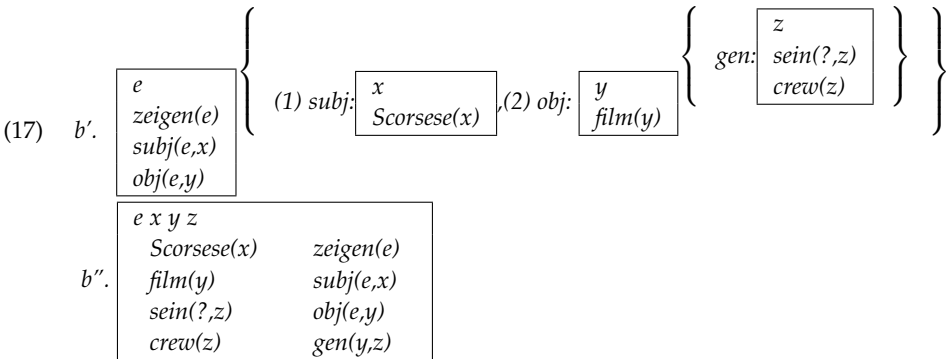 (17) b′. e zeigen(e) subj(e,x) obj(e,y) { (1) subj: x Scorsese(x) ,(2) obj: y film(y) { gen: z sein(?,z) crew(z) } }
b″. e x y z
Scorsese(x) zeigen(e)
film(y) subj(e,x)
sein(?,z) obj(e,y)
crew(z) gen(y,z)